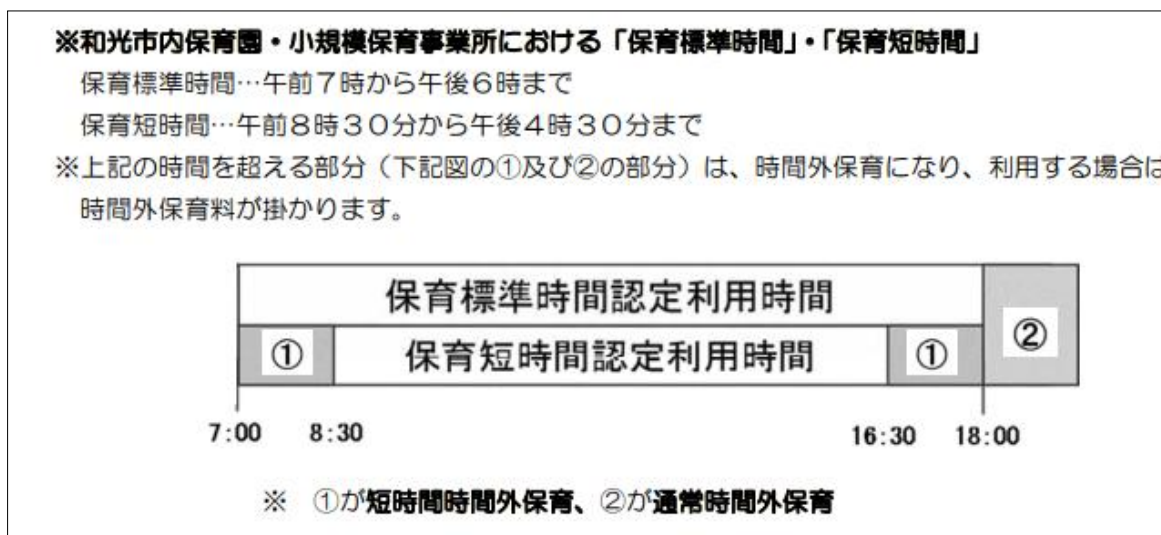 ※和光市内保育園・小規模保育事業所における「保育標準時間」・「保育短時間」
保育標準時間…午前７時から午後６時まで
保育短時間…午前８時３０分から午後４時３０分まで
※上記の時間を超える部分（下記図の①及び②の部分）は、時間外保育になり、利用する場合は
時間外保育料が掛かります。
保育標準時間認定利用時間
②
① 保育短時間認定利用時間 ①
7:00 8:30 16:30 18:00
※ ①が短時間時間外保育、②が通常時間外保育